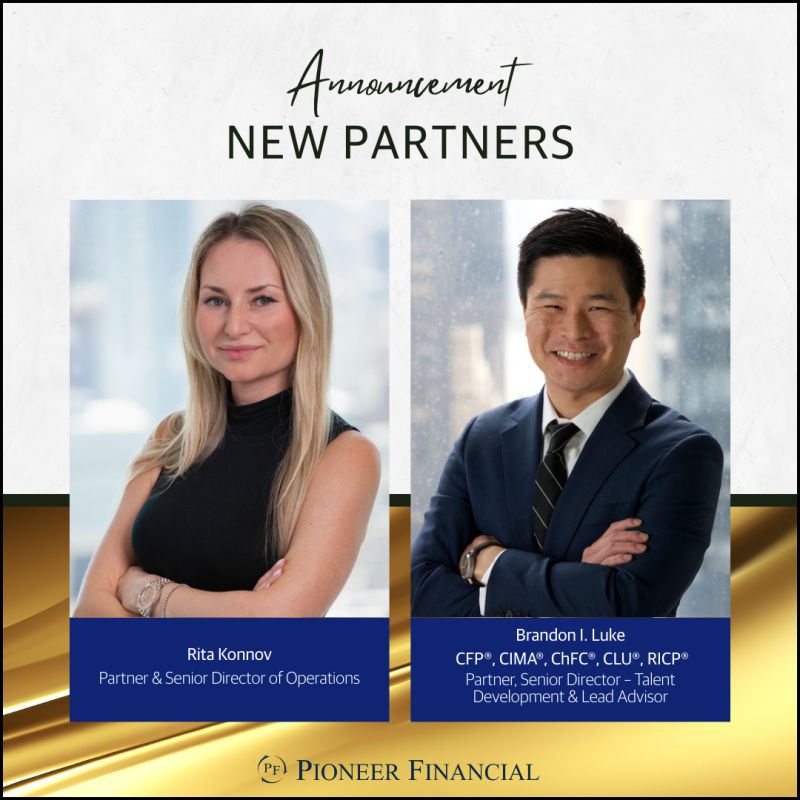 Announcement
NEW PARTNERS
Rita Konnov
Partner & Senior Director of Operations
Brandon I. Luke
CFP®, CIMA®, ChFC®, CLU®, RICP®
Partner, Senior Director – Talent
Development & Lead Advisor
PF PIONEER FINANCIAL